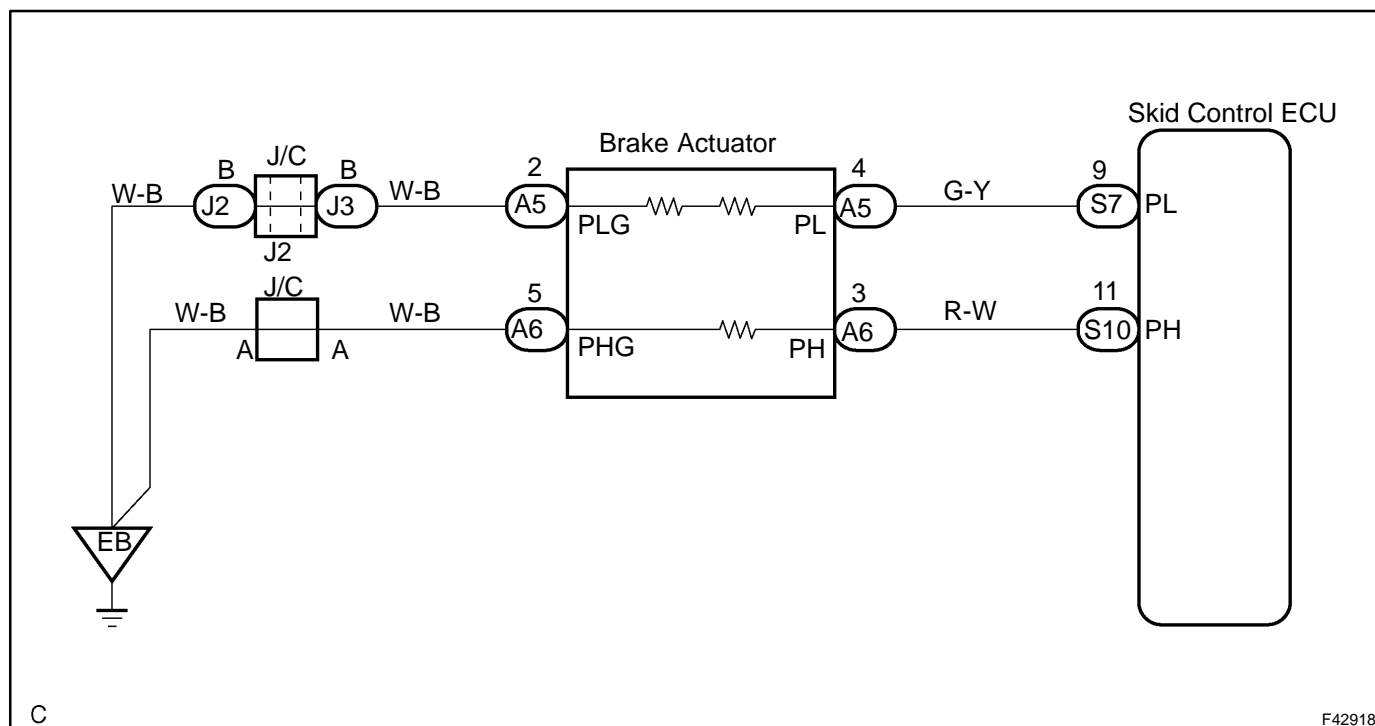 Skid Control ECU
Brake Actuator
B J/C B 2 4 9
W-B J2 J3 W-B A5 A5 G-Y S7 PL
PLG PL
J2
J/C 5 3 11
W-B W-B A6 A6 R-W S10 PH
A A PHG PH
EB
C F42918